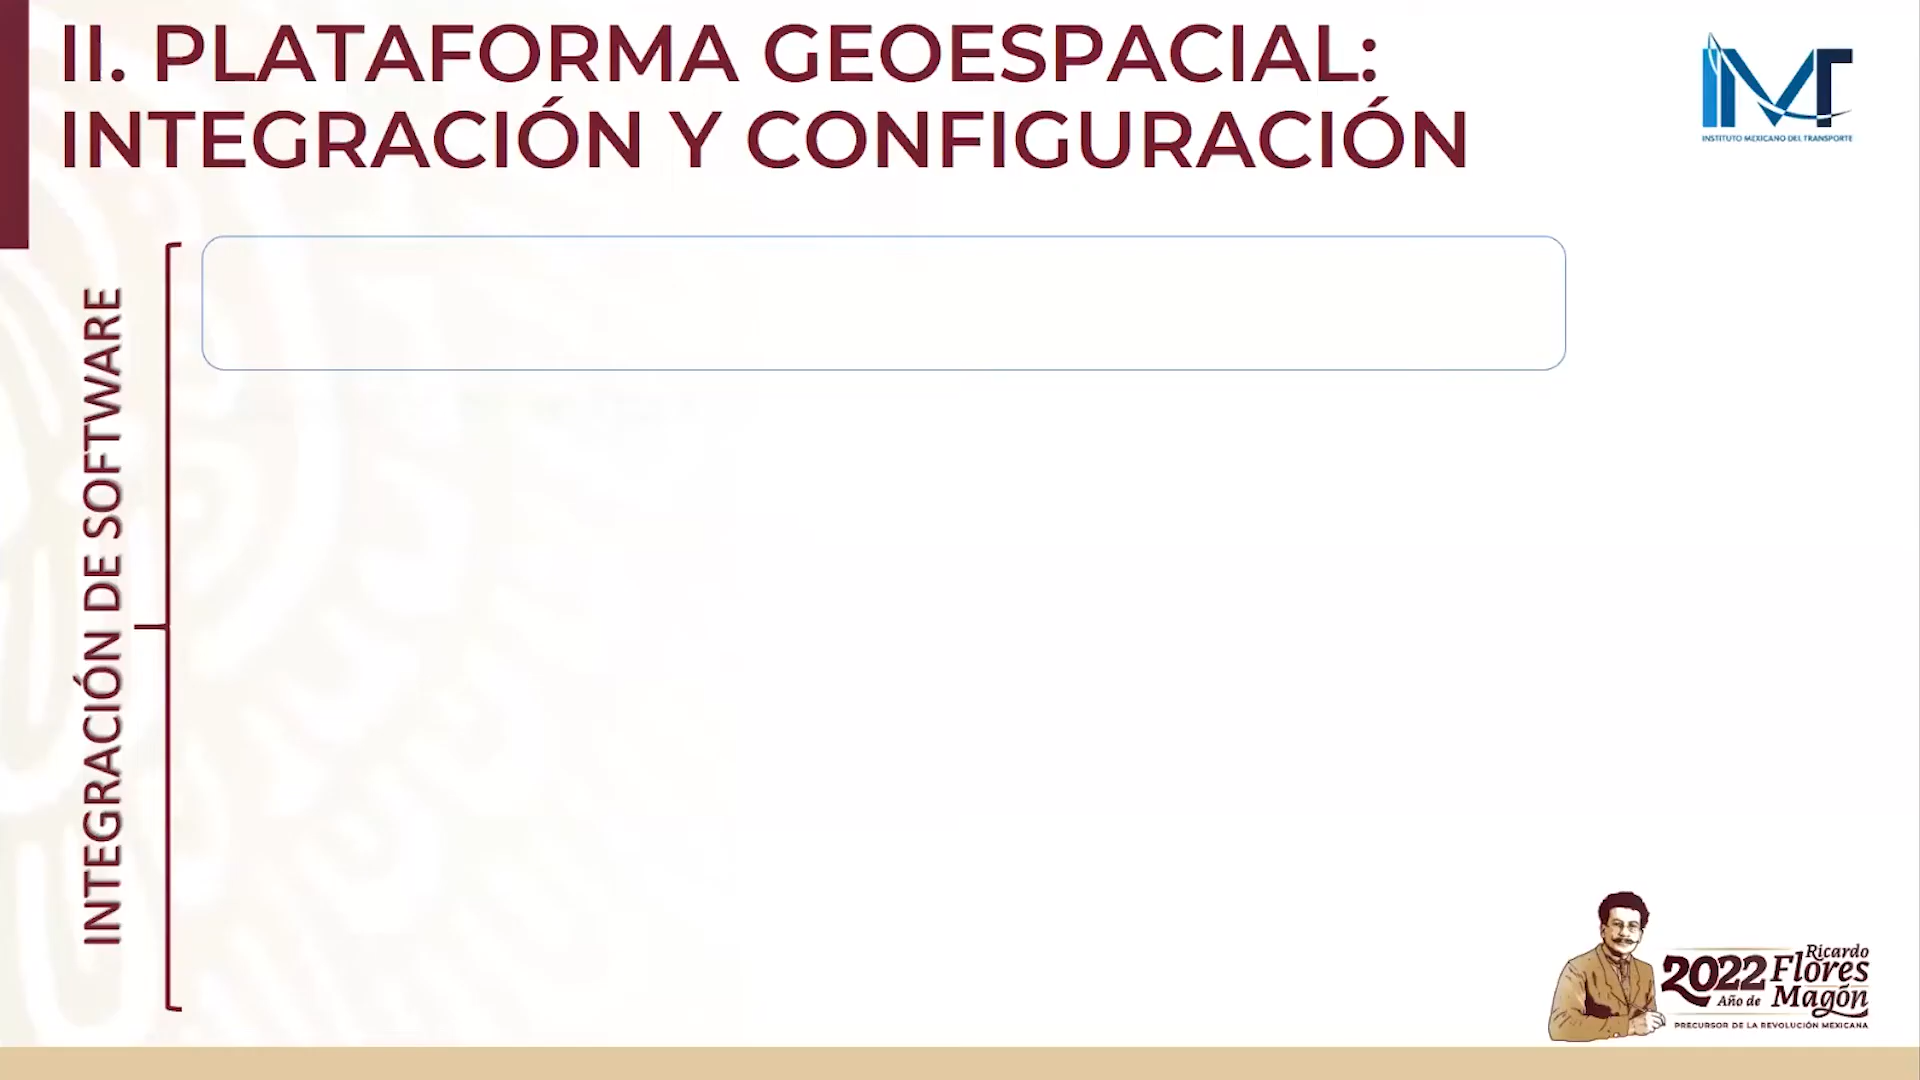 II. PLATAFORMA GEOESPACIAL:
INTEGRACIÓN Y CONFIGURACIÓN
IMT
INSTITUTO MEXICANO DEL TRANSPORTE
INTEGRACIÓN DE SOFTWARE
2022 Ricardo
Flores
Año de Magón
PRECURSOR DE LA REVOLUCIÓN MEXICANA